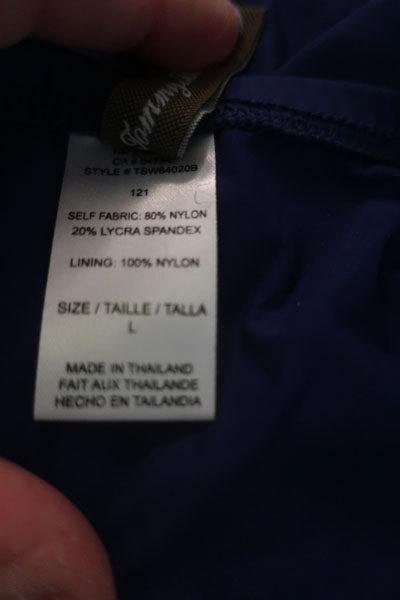 STYLE # TSW84020B
121
SELF FABRIC: 80% NYLON
20% LYCRA SPANDEX
LINING: 100% NYLON
SIZE / TAILLE / TALLA
L
MADE IN THAILAND
FAIT AUX THAILANDE
HECHO EN TAILANDIA